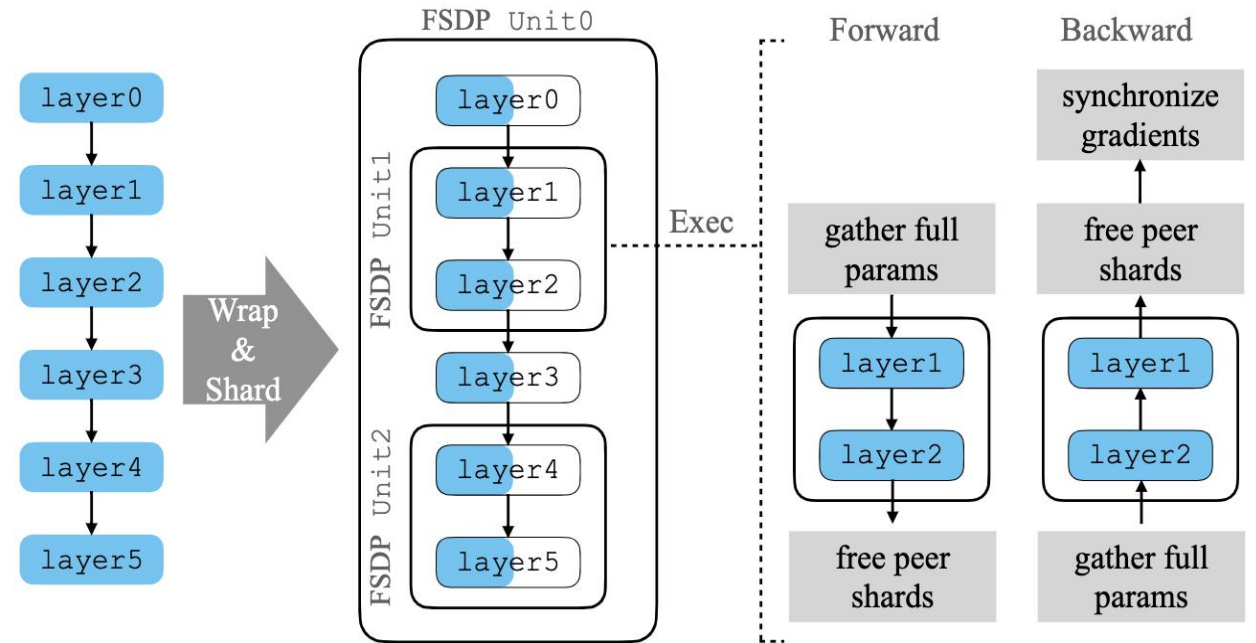 layer0
layer1
layer2
layer3
layer4
layer5
Wrap
&
Shard
FSDP Unit0
layer0
FSDP Unit1
layer1
layer2
layer3
FSDP Unit2
layer4
layer5
Exec
Forward
gather full
params
layer1
layer2
free peer
shards
Backward
synchronize
gradients
free peer
shards
layer1
layer2
gather full
params